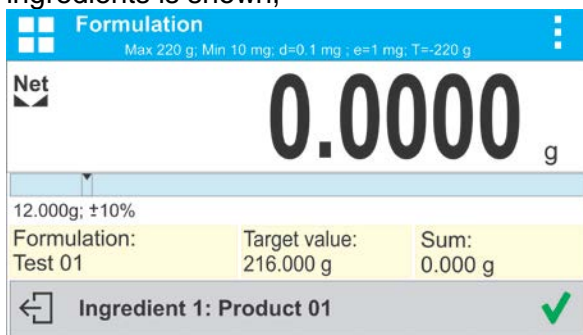 ingredients is shown,
Formulation
Max 220 g; Min 10 mg; d=0.1 mg ; e=1 mg; T=-220 g
Net
0.0000 g
12.000g; ±10%
Formulation: Target value: Sum:
Test 01 216.000 g 0.000 g
Ingredient 1: Product 01